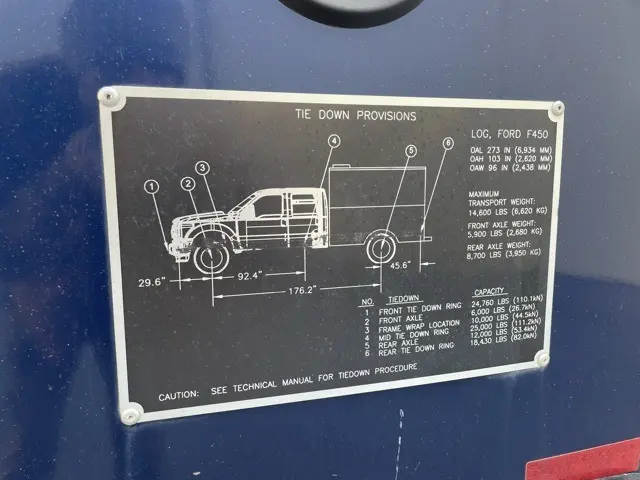 TIE DOWN PROVISIONS
LOG, FORD F450
OAL 273 IN (6,934 MM)
OAH 103 IN (2,620 MM)
OAW 96 IN (2,438 MM)
MAXIMUM
TRANSPORT WEIGHT:
14,600 LBS (6,620 KG)
FRONT AXLE WEIGHT:
5,900 LBS (2,680 KG)
REAR AXLE WEIGHT:
8,700 LBS (3,950 KG)
1 2 3 4 5 6
29.6" 92.4" 45.6"
176.2"
NO. TIEDOWN CAPACITY
1 FRONT TIE DOWN RING 24,760 LBS (110.1kN)
2 FRONT AXLE 6,000 LBS (26.7kN)
3 FRAME WRAP LOCATION 10,000 LBS (44.5kN)
4 MID TIE DOWN RING 25,000 LBS (111.2kN)
5 REAR AXLE 12,000 LBS (53.4kN)
6 REAR TIE DOWN RING 18,430 LBS (82.0kN)
CAUTION: SEE TECHNICAL MANUAL FOR TIEDOWN PROCEDURE